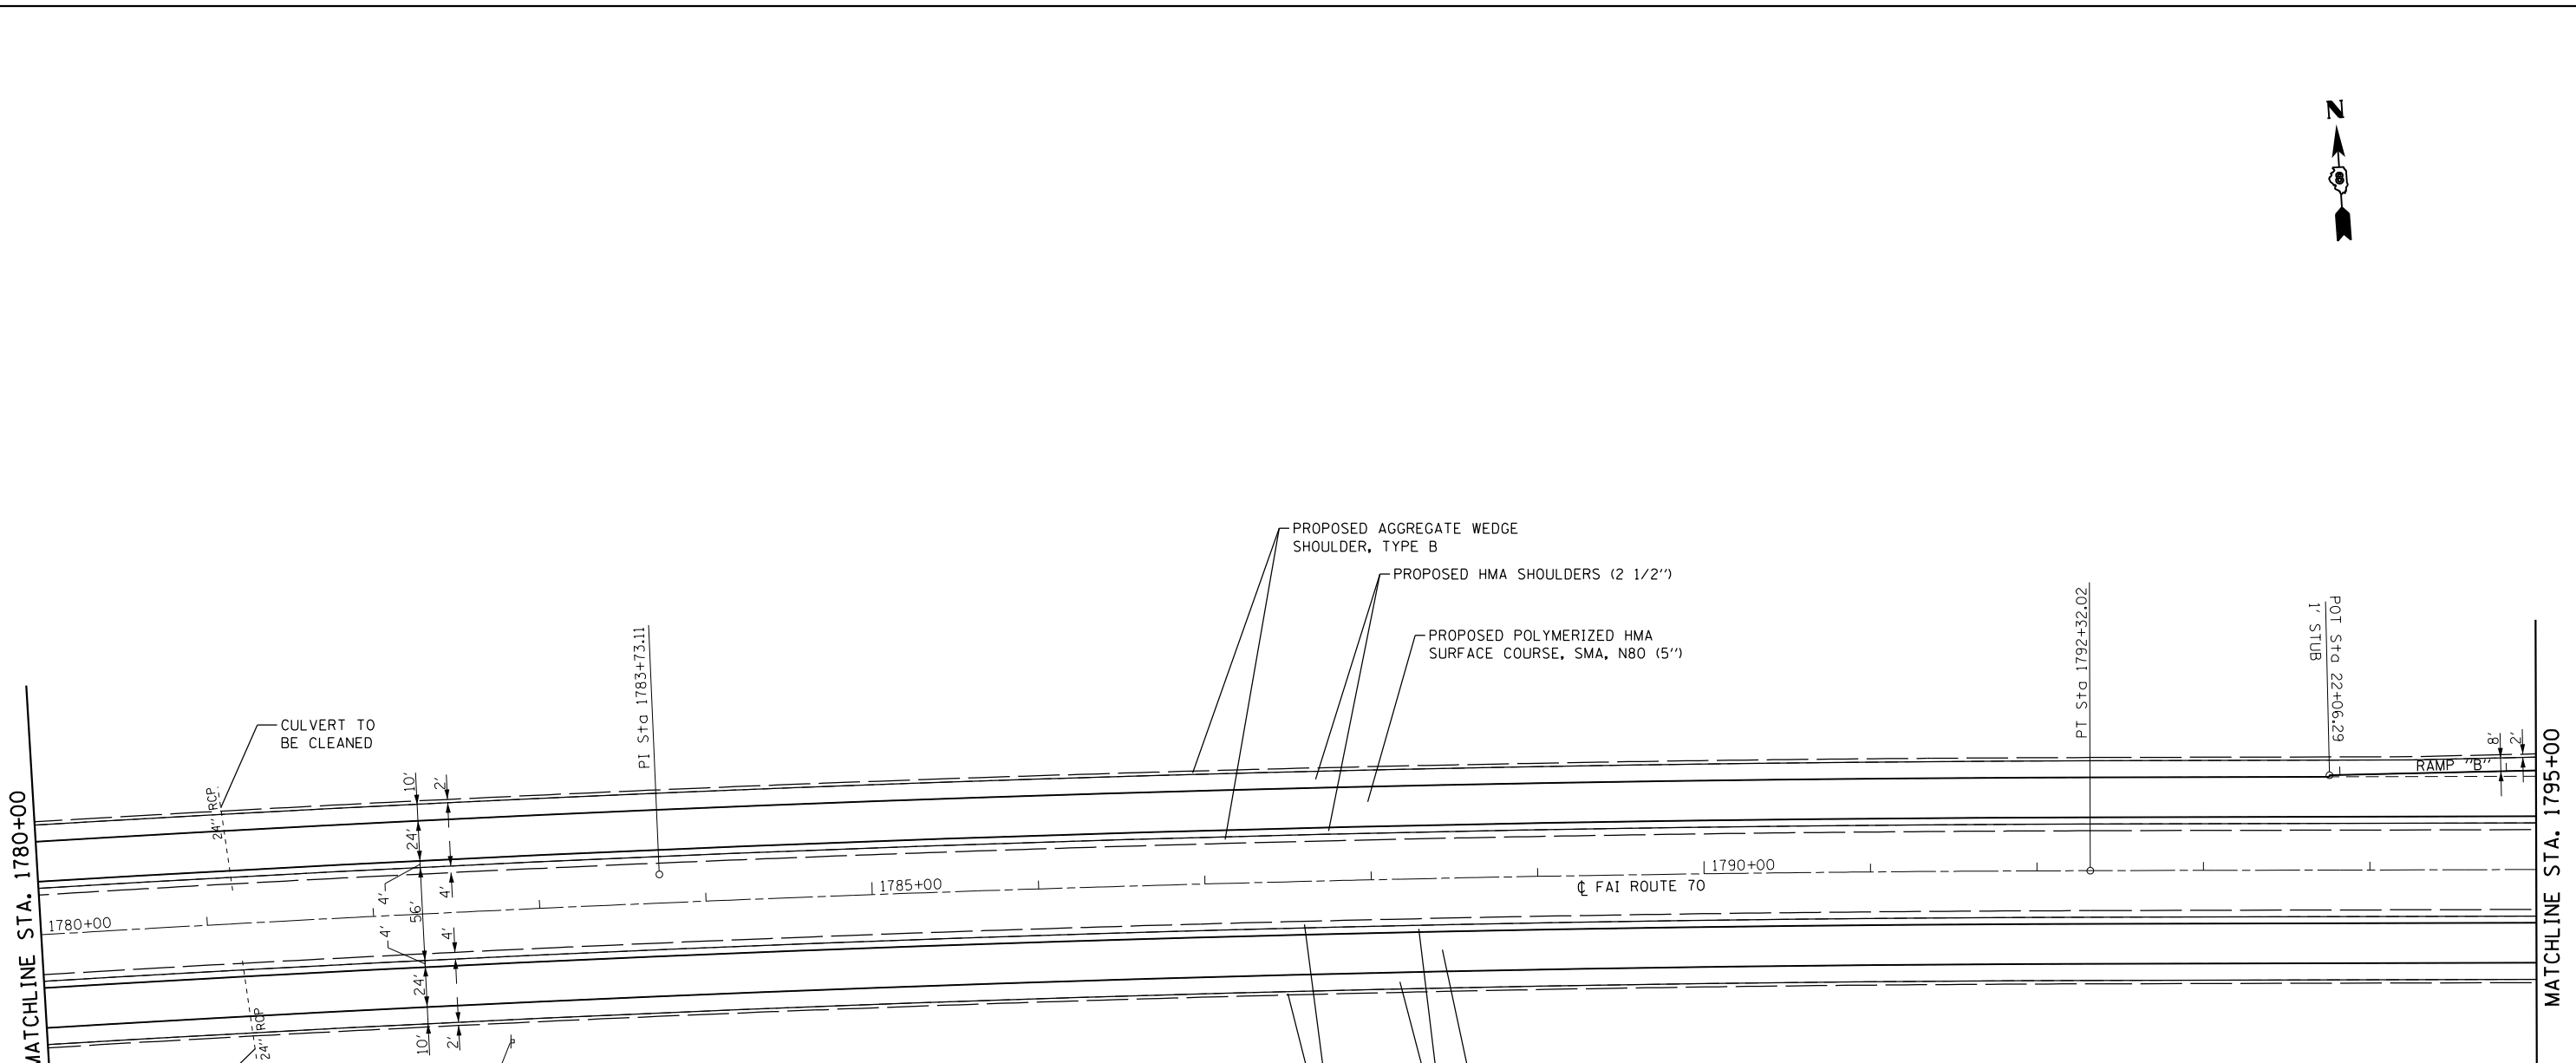 N
PROPOSED AGGREGATE WEDGE
SHOULDER, TYPE B
PROPOSED HMA SHOULDERS (2 1/2")
PROPOSED POLYMERIZED HMA
SURFACE COURSE, SMA, N80 (5")
CULVERT TO
BE CLEANED
PI Sta 1783+73.11
PT Sta 1792+32.02
POT Sta 22+06.29
1' STUB
MATCHLINE STA. 1780+00
MATCHLINE STA. 1795+00
24" RCP
10'
2'
24'
4'
4'
56'
4'
4'
24'
10'
2'
24" RCP
8'
2'
RAMP "B"
1780+00
1785+00
1790+00
℄ FAI ROUTE 70